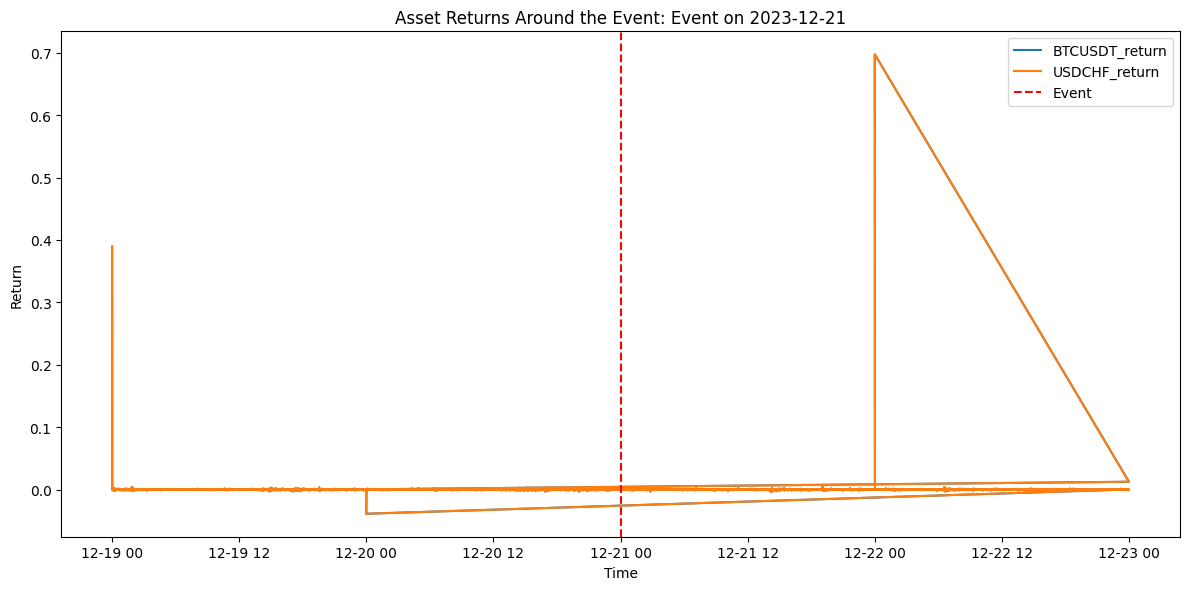 Asset Returns Around the Event: Event on 2023-12-21
BTCUSDT_return
USDCHF_return
Event
Return
0.7
0.6
0.5
0.4
0.3
0.2
0.1
0.0
12-19 00
12-19 12
12-20 00
12-20 12
12-21 00
12-21 12
12-22 00
12-22 12
12-23 00
Time